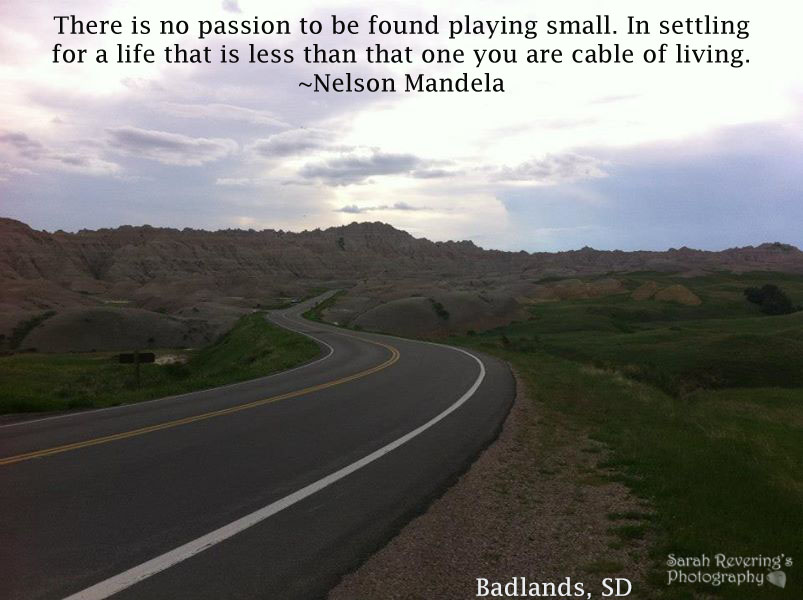 There is no passion to be found playing small. In settling
for a life that is less than that one you are cable of living.
~Nelson Mandela
Sarah Revering's
Photography
Badlands, SD